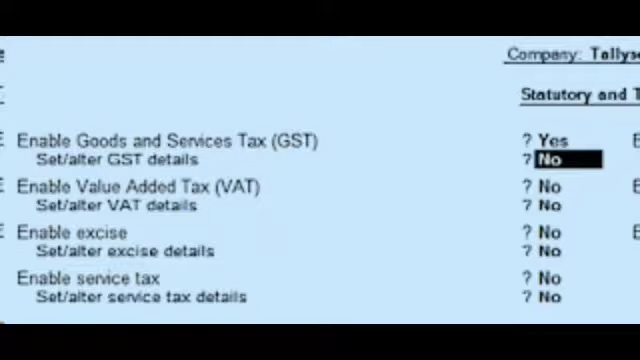 Company:
Statutory and
Enable Goods and Services Tax (GST) ? Yes
Set/alter GST details ? No
Enable Value Added Tax (VAT) ? No
Set/alter VAT details ? No
Enable excise ? No
Set/alter excise details ? No
Enable service tax ? No
Set/alter service tax details ? No